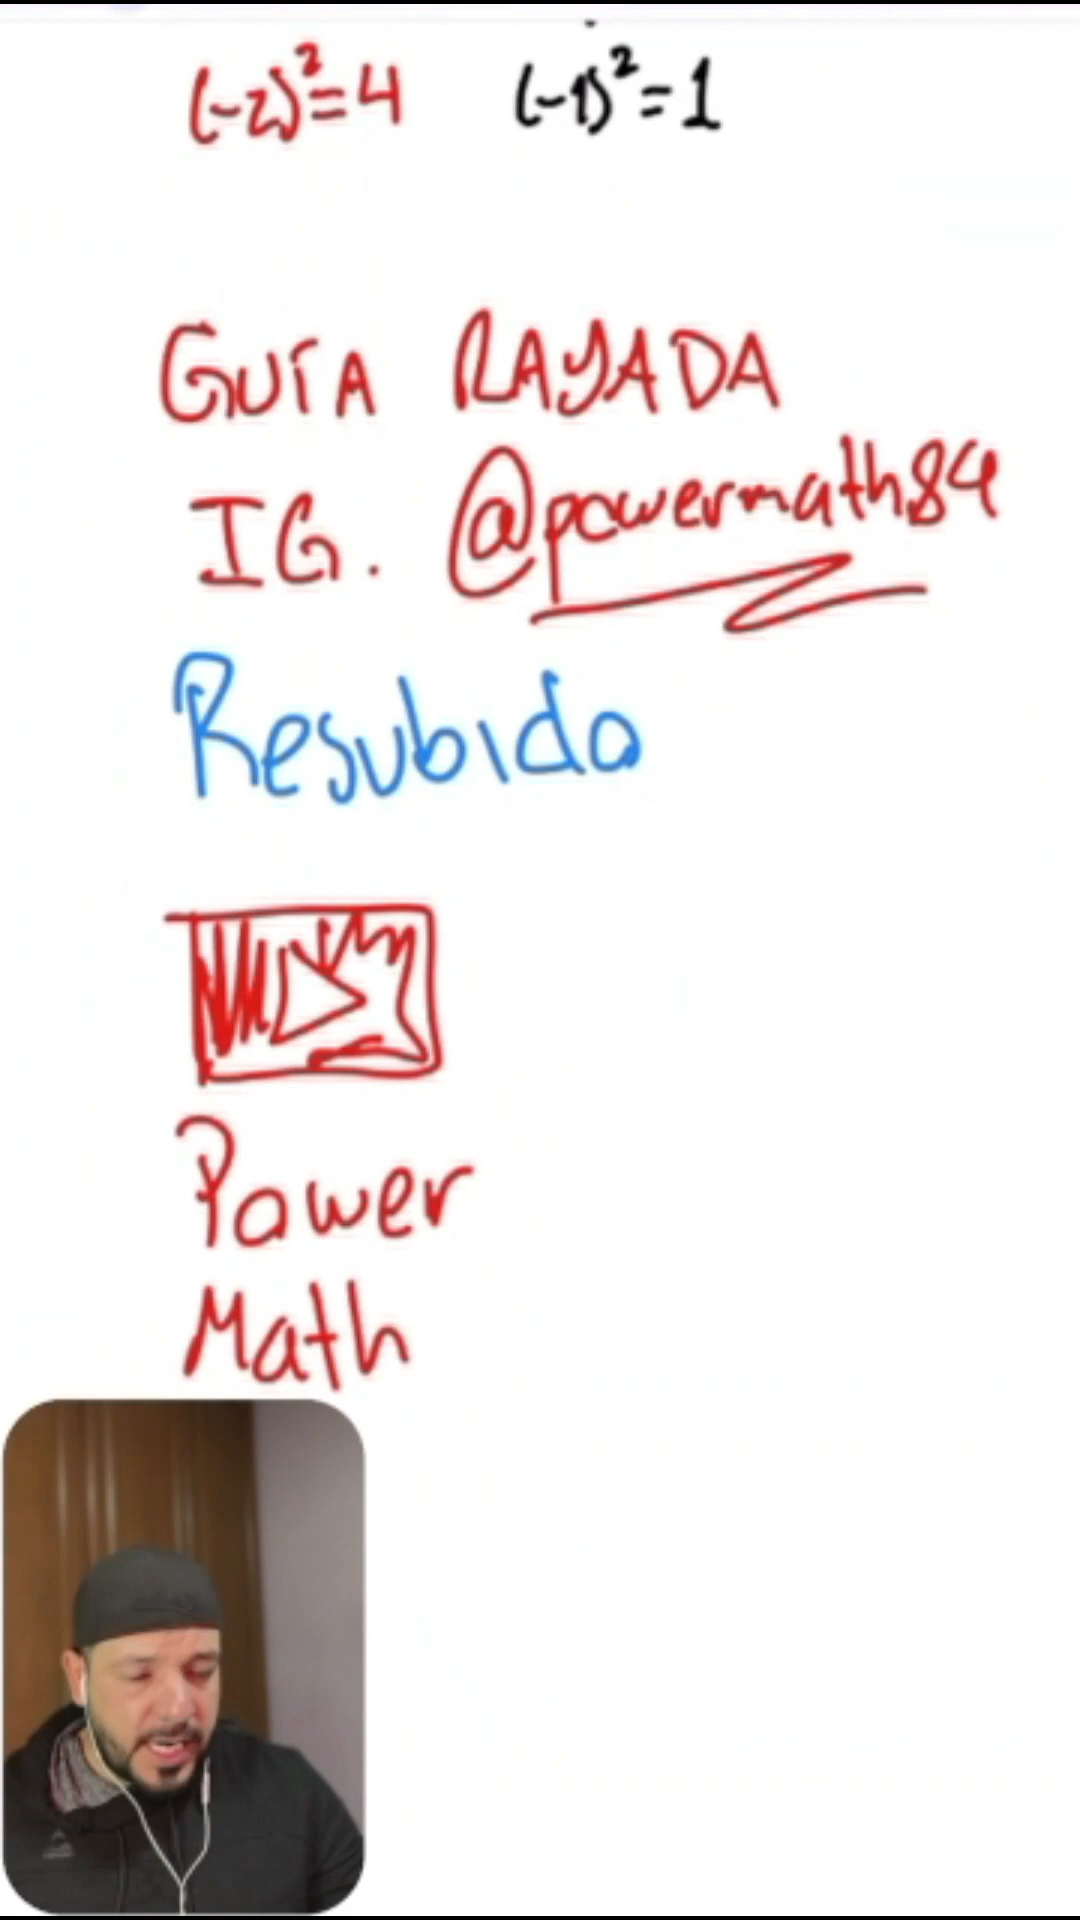 (-2)²=4 (-1)²=1
GUÍA RAYADA
IG. @powermath84
Resubido
Power
Math